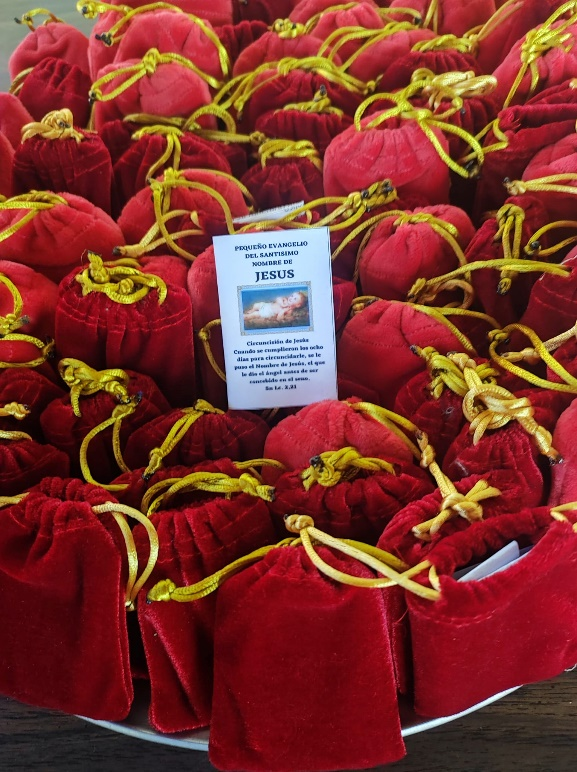 PEQUEÑO EVANGELIO
DEL SANTISIMO
NOMBRE DE
JESUS
Circuncisión de Jesús
Cuando se cumplieron los ocho
días para circuncidarle, se le
puso el Nombre de Jesús, el que
le dio el ángel antes de ser
concebido en el seno.
Sn Lc. 2,21